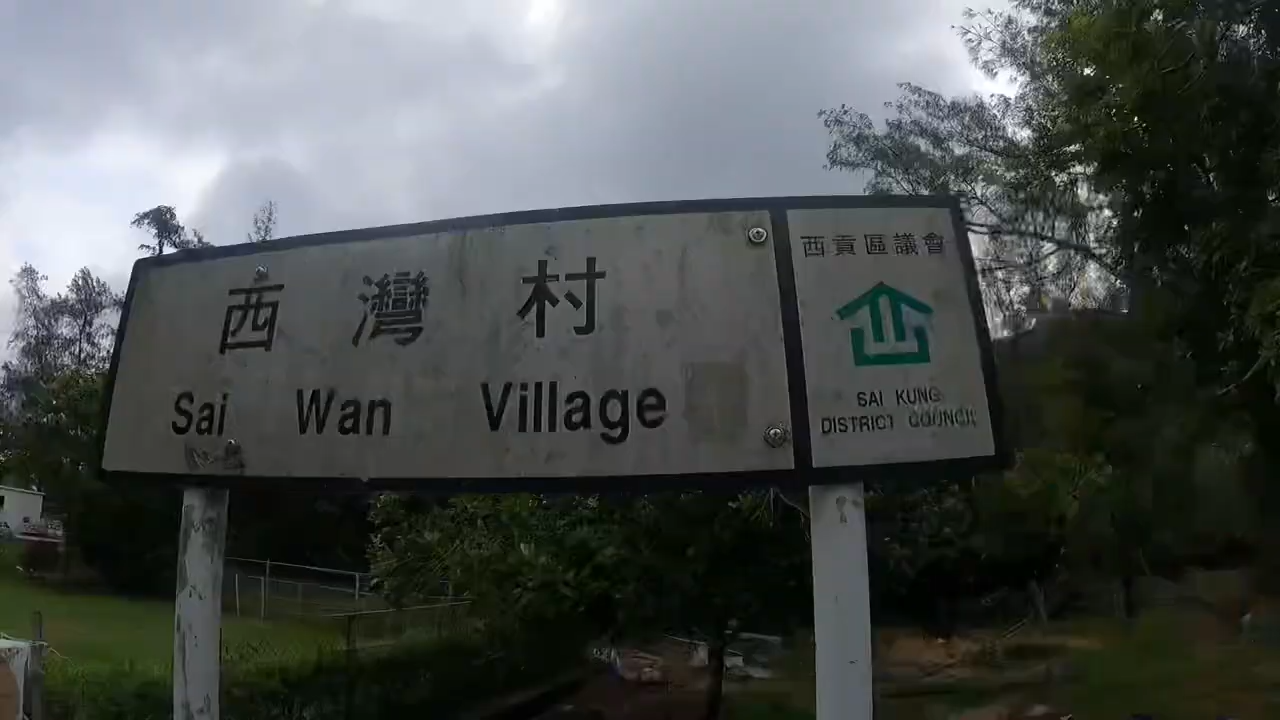 西灣村
Sai Wan Village
西貢區議會
SAI KUNG
DISTRICT COUNCIL